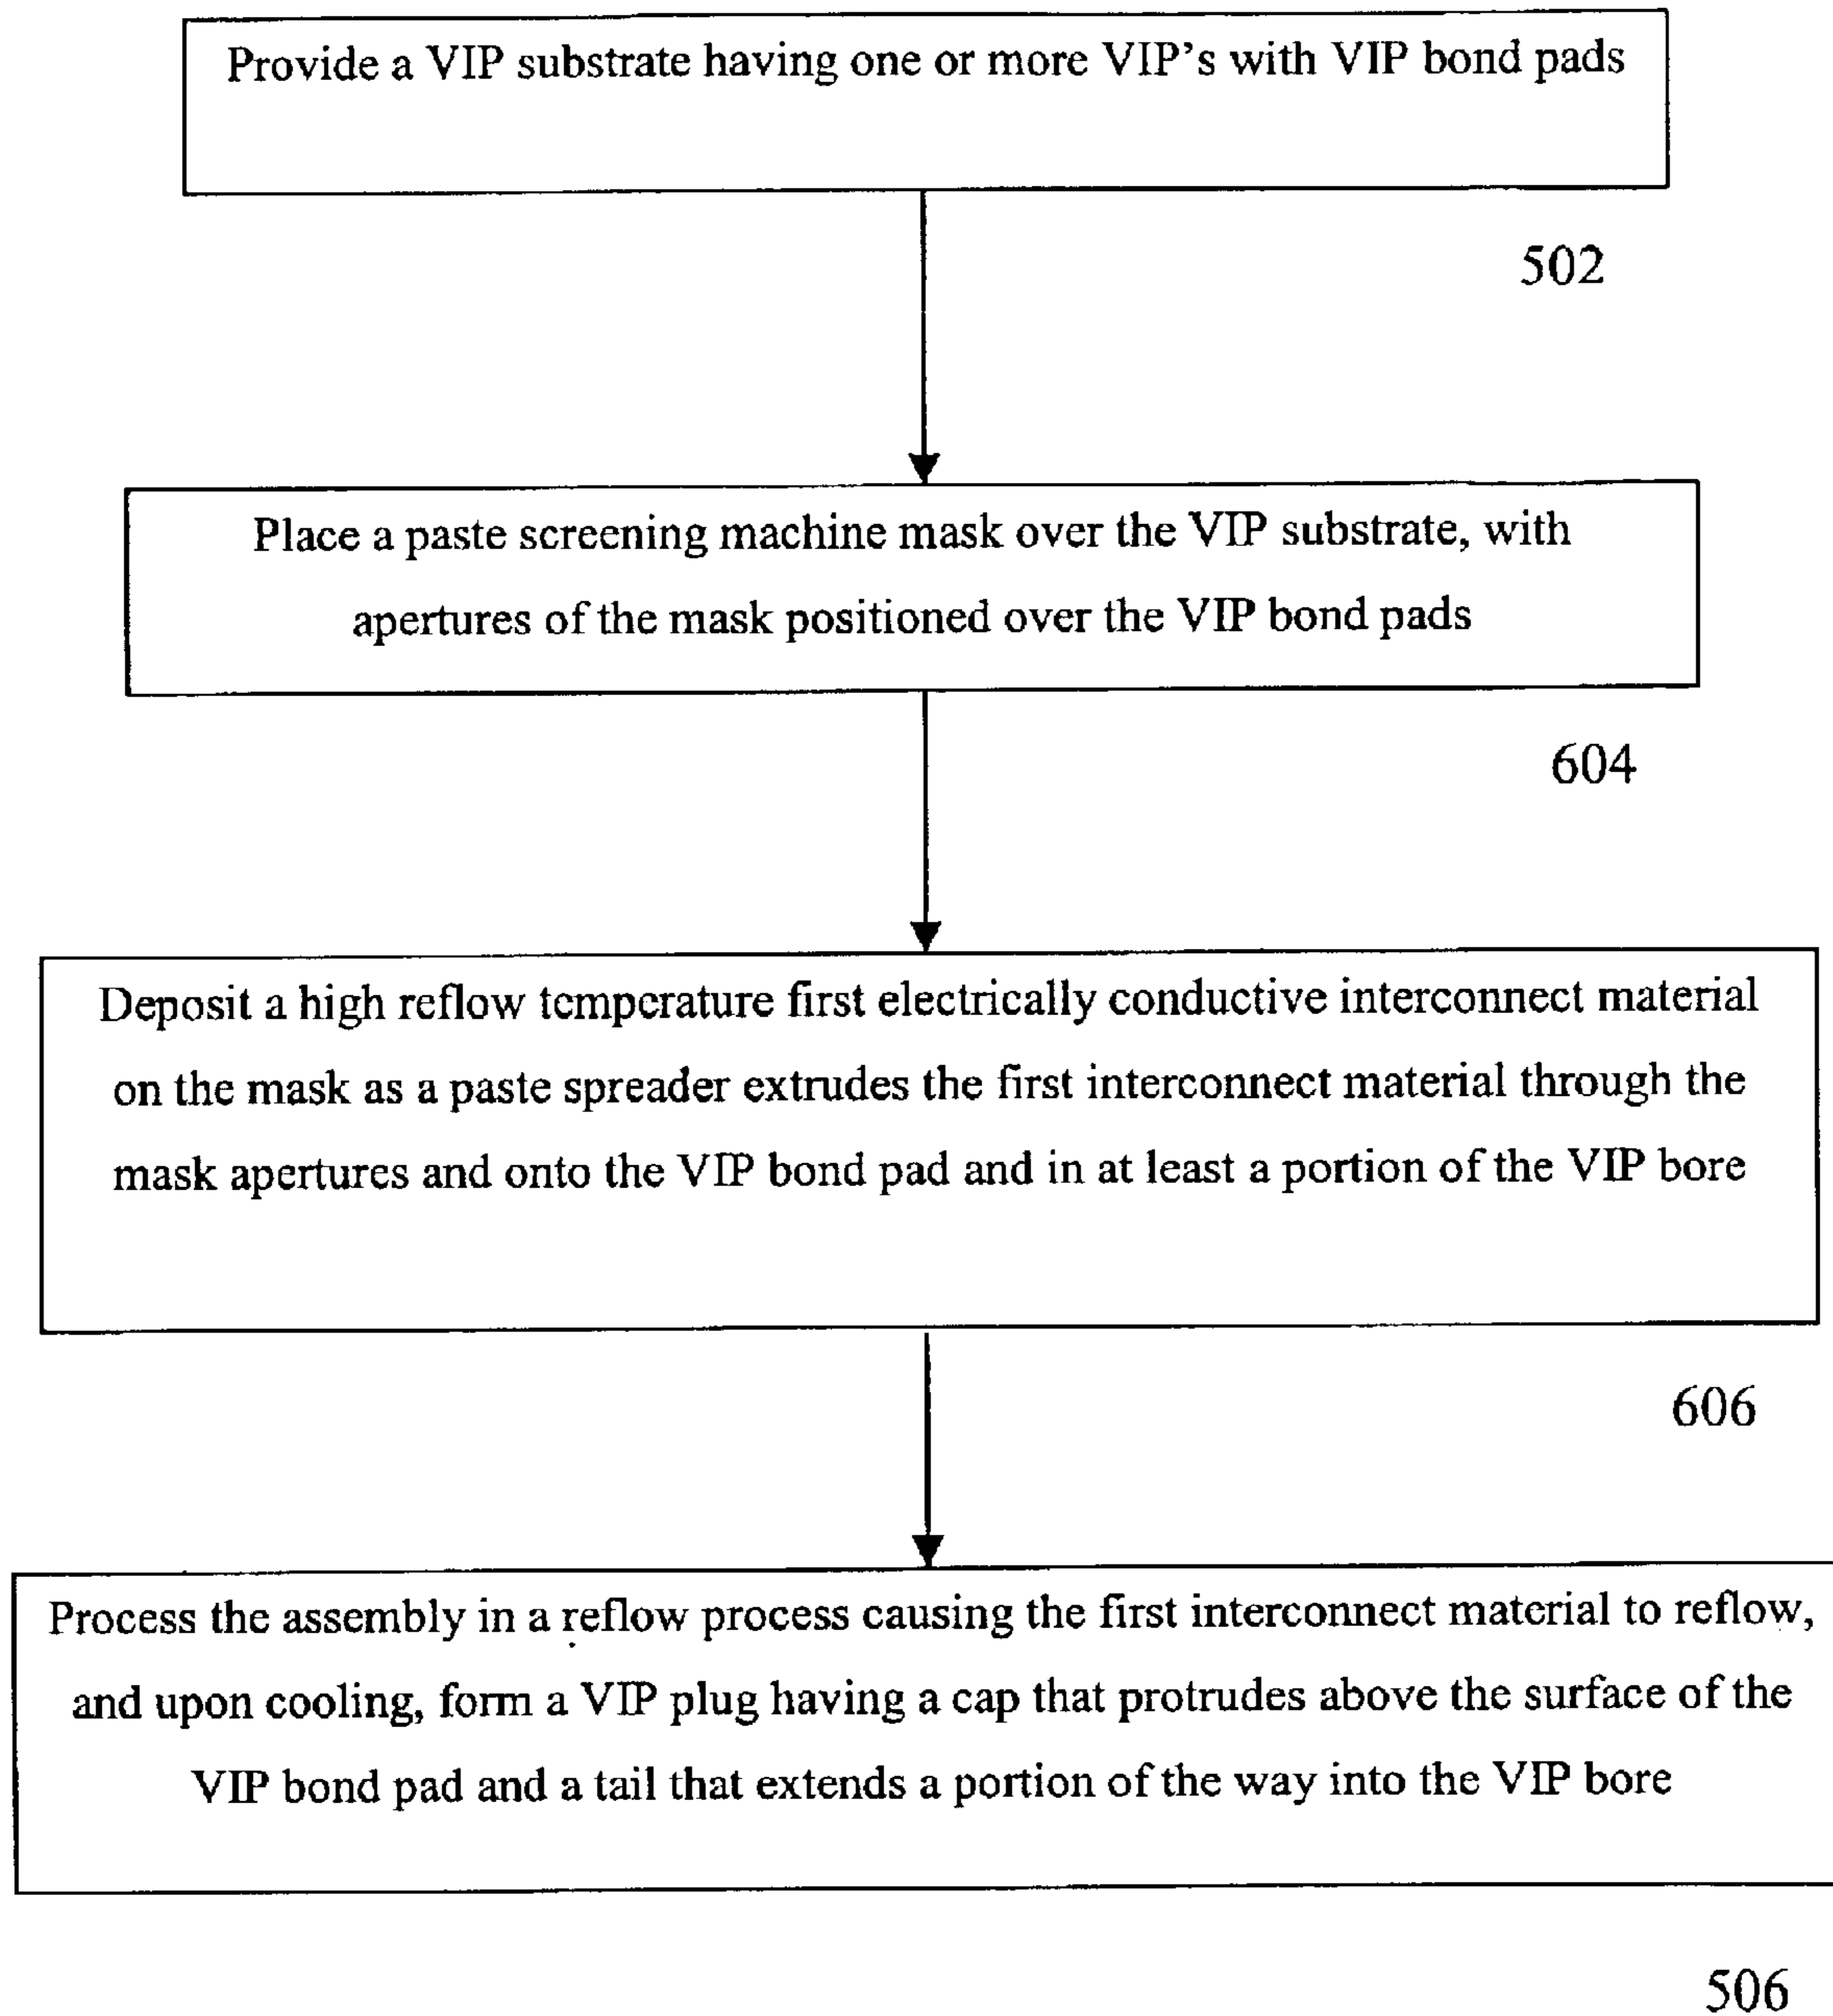 Provide a VIP substrate having one or more VIP's with VIP bond pads
502
Place a paste screening machine mask over the VIP substrate, with
apertures of the mask positioned over the VIP bond pads
604
Deposit a high reflow temperature first electrically conductive interconnect material
on the mask as a paste spreader extrudes the first interconnect material through the
mask apertures and onto the VIP bond pad and in at least a portion of the VIP bore
606
Process the assembly in a reflow process causing the first interconnect material to reflow,
and upon cooling, form a VIP plug having a cap that protrudes above the surface of the
VIP bond pad and a tail that extends a portion of the way into the VIP bore
506